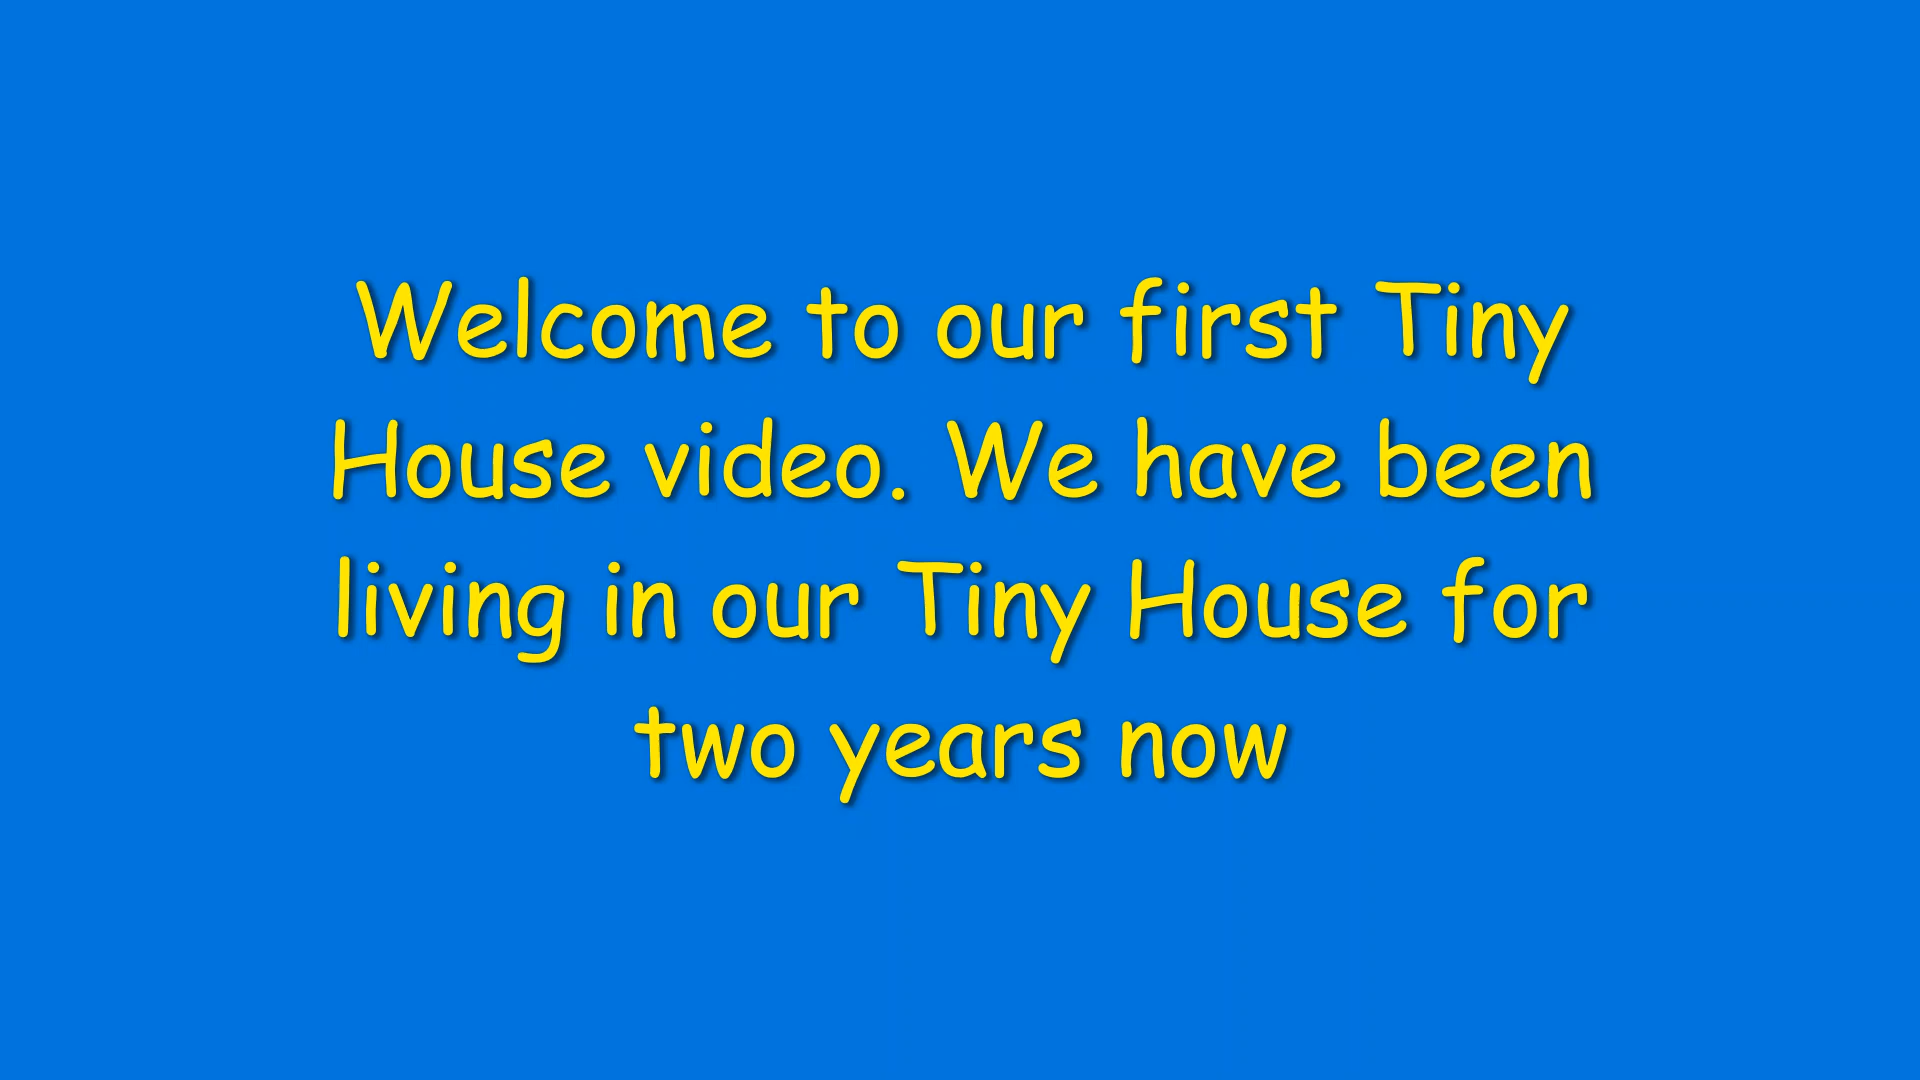 Welcome to our first Tiny
House video. We have been
living in our Tiny House for
two years now